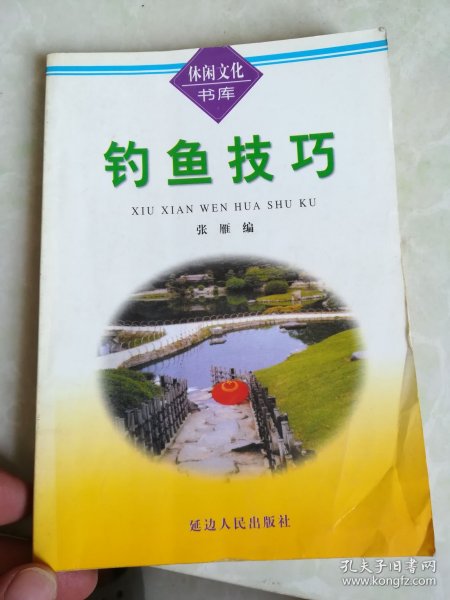 休闲文化
书库
钓鱼技巧
XIU XIAN WEN HUA SHU KU
张雁编
延边人民出版社
孔夫子旧书网
www.kongfz.com